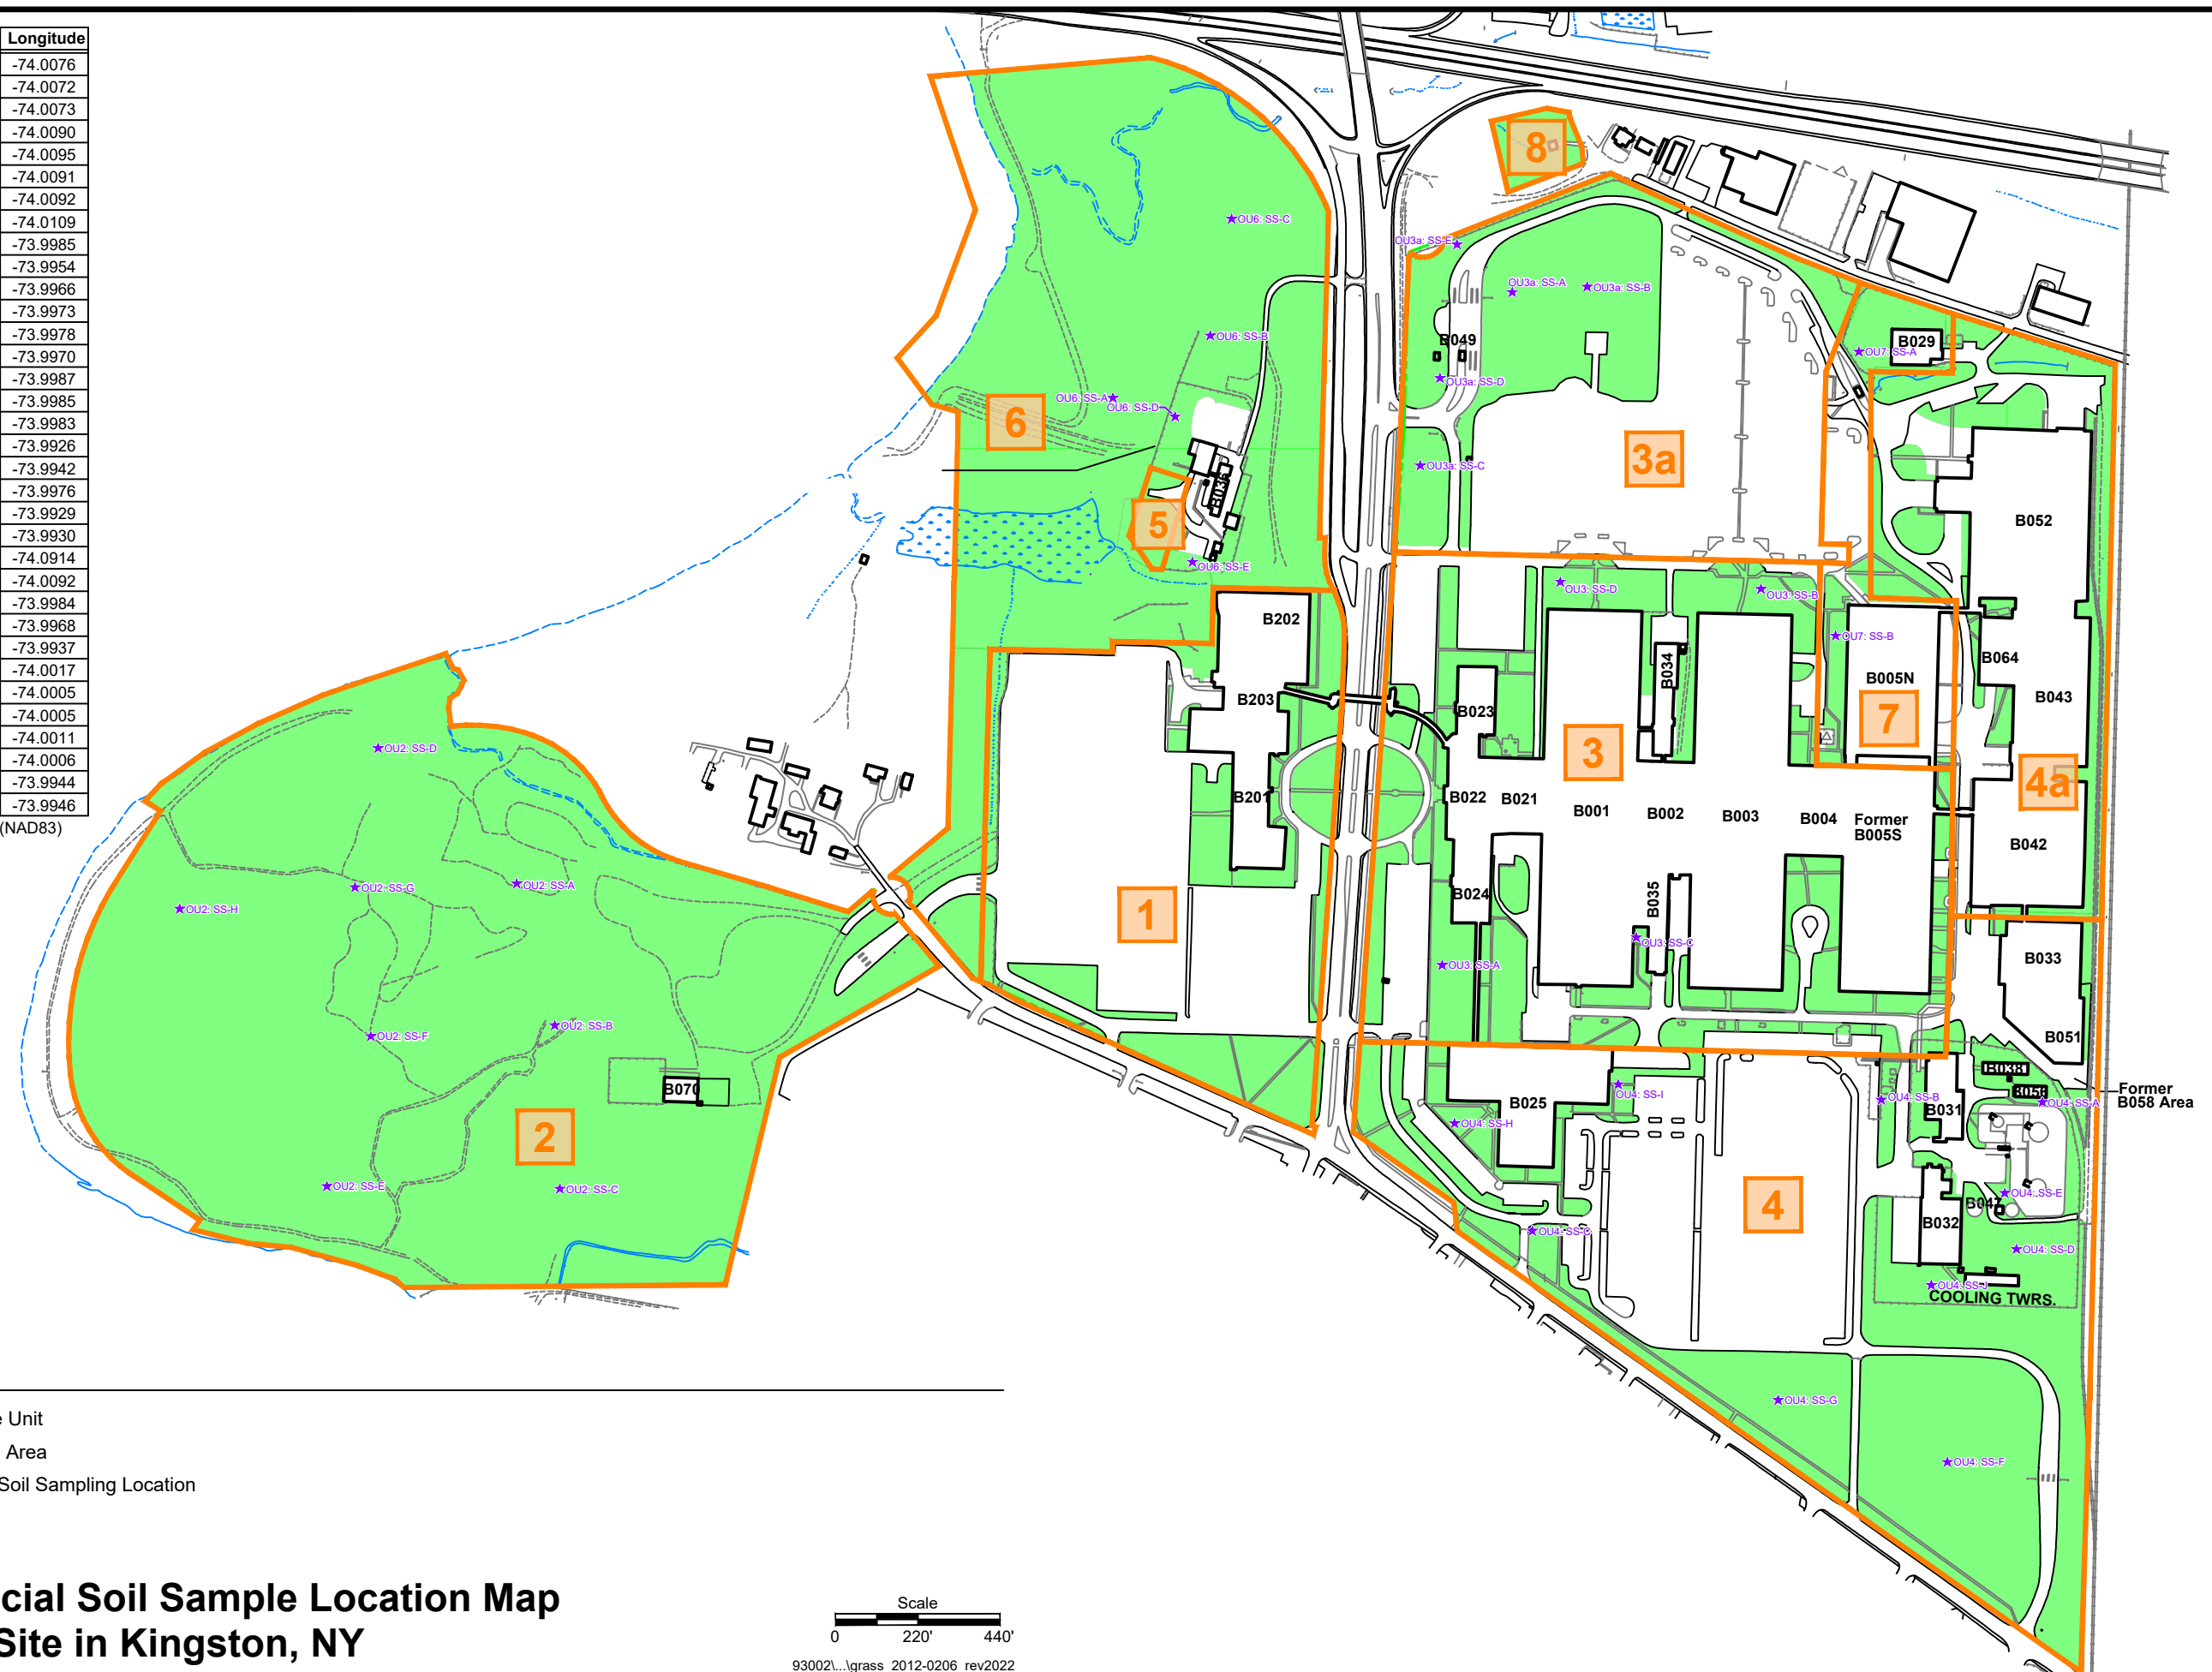 Longitude
-74.0076
-74.0072
-74.0073
-74.0090
-74.0095
-74.0091
-74.0092
-74.0109
-73.9985
-73.9954
-73.9966
-73.9973
-73.9978
-73.9970
-73.9987
-73.9985
-73.9983
-73.9926
-73.9942
-73.9976
-73.9929
-73.9930
-74.0914
-74.0092
-73.9984
-73.9968
-73.9937
-74.0017
-74.0005
-74.0005
-74.0011
-74.0006
-73.9944
-73.9946
(NAD83)
8
OU6: SS-C
OU3a: SS-E
OU3a: SS-A
OU3a: SS-B
OU6: SS-B
B049
B029
OU7: SS-A
OU3a: SS-D
OU6: SS-A
OU6: SS-D
6
3a
OU3a: SS-C
B036
5
B052
OU6: SS-E
OU3: SS-D
OU3: SS-B
B202
OU7: SS-B
B034
B064
B005N
B203
B043
B023
7
3
OU2: SS-D
4a
B201
B022
B021
B001
B002
B003
B004
Former
B005S
B042
OU2: SS-G
OU2: SS-A
B024
B035
OU2: SS-H
1
OU3: SS-C
B033
OU3: SS-A
OU2: SS-B
OU2: SS-F
B051
B038
B070
B056
Former
B058 Area
OU4: SS-I
OU4: SS-B
OU4: SS-A
B025
B031
OU4: SS-H
2
OU2: SS-E
OU2: SS-C
OU4: SS-E
B047
4
B032
OU4: SS-C
OU4: SS-D
OU4: SS-J
COOLING TWRS.
Unit
Area
Soil Sampling Location
OU4: SS-G
OU4: SS-F
cial Soil Sample Location Map
Site in Kingston, NY
Scale
0 220' 440'
93002\...\grass 2012-0206 rev2022